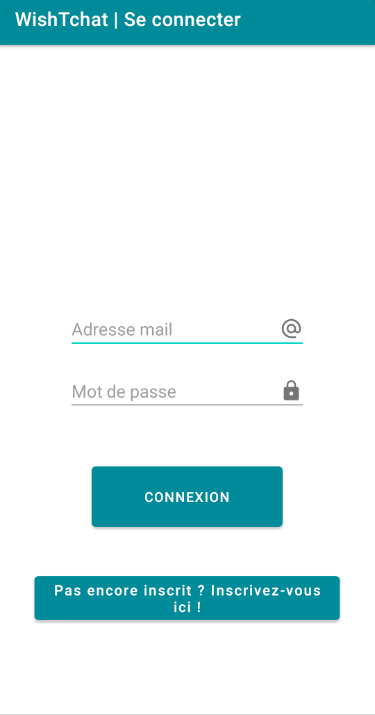 WishTchat | Se connecter
Adresse mail
Mot de passe
CONNEXION
Pas encore inscrit ? Inscrivez-vous
ici !